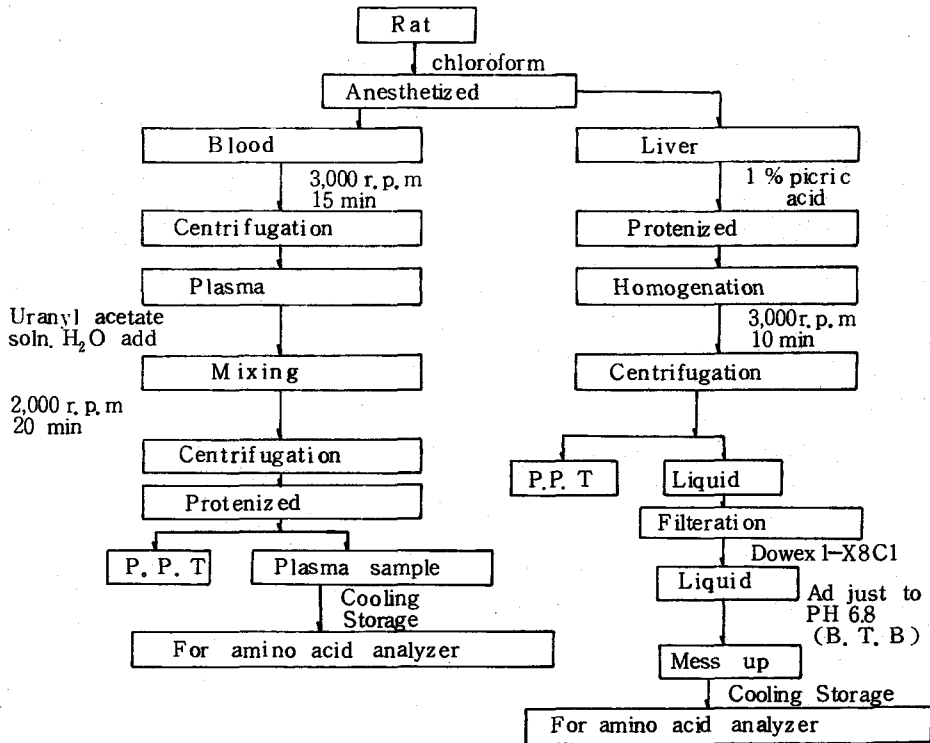 Rat
chloroform
Anesthetized
Blood
3,000 r. p. m
15 min
Centrifugation
Plasma
Uranyl acetate
soln. H₂O add
Mixing
2,000 r. p. m
20 min
Centrifugation
Protenized
P. P. T
Plasma sample
Cooling
Storage
For amino acid analyzer
Liver
1 % picric
acid
Protenized
Homogenation
3,000 r. p. m
10 min
Centrifugation
P. P. T
Liquid
Filteration
Dowex 1-X8C1
Liquid
Ad just to
PH 6.8
(B. T. B)
Mess up
Cooling Storage
For amino acid analyzer